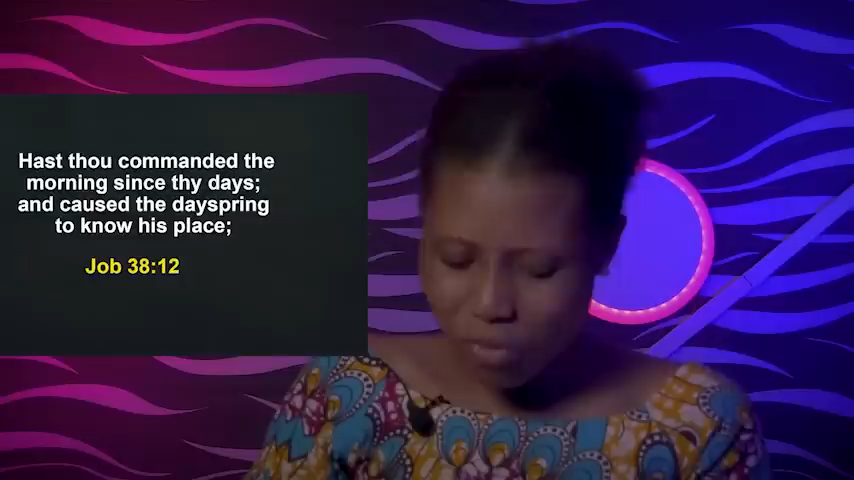 Hast thou commanded the
morning since thy days;
and caused the dayspring
to know his place;
Job 38:12